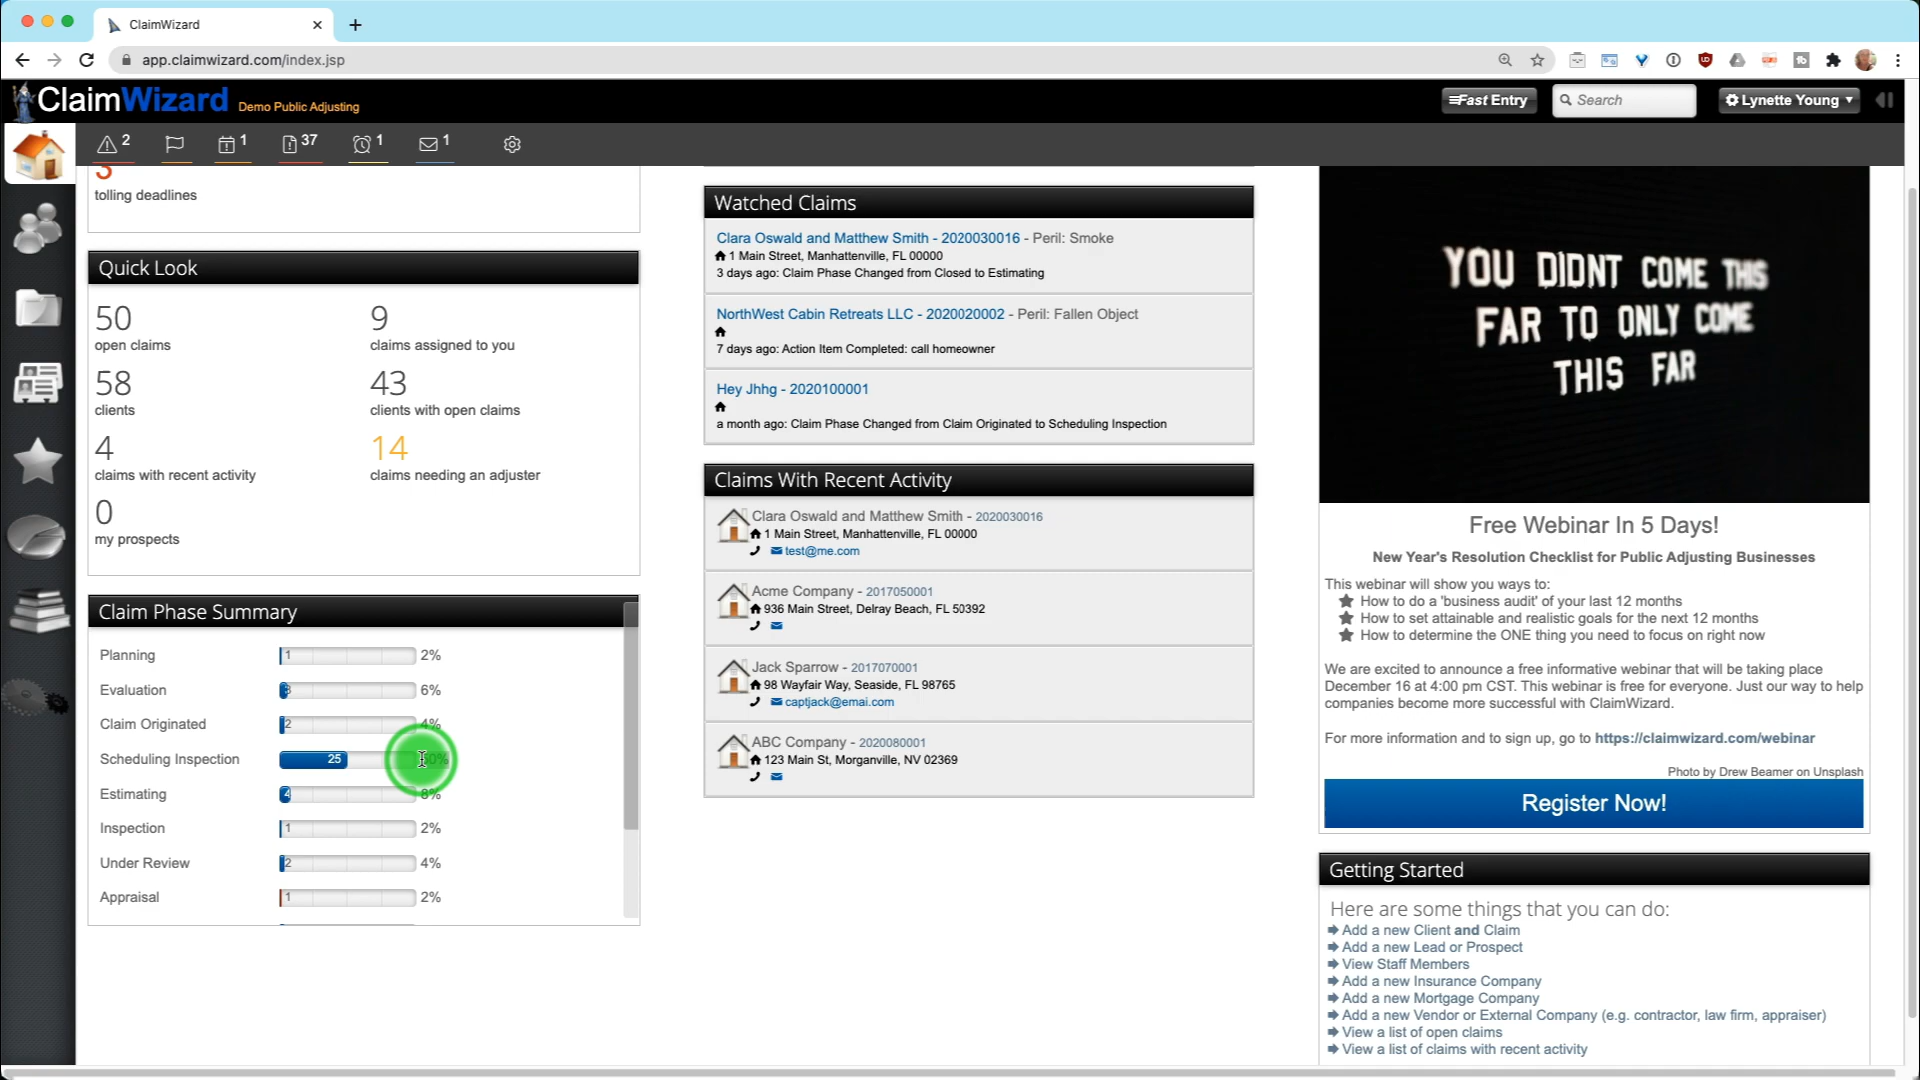 ClaimWizard
app.claimwizard.com/index.jsp
ClaimWizard Demo Public Adjusting
Fast Entry
Search
Lynette Young
2
1
37
1
1
3
tolling deadlines
Quick Look
50
open claims
9
claims assigned to you
58
clients
43
clients with open claims
4
claims with recent activity
14
claims needing an adjuster
0
my prospects
Claim Phase Summary
Planning 1 2%
Evaluation 3 6%
Claim Originated 2 4%
Scheduling Inspection 25 50%
Estimating 4 8%
Inspection 1 2%
Under Review 2 4%
Appraisal 1 2%
Watched Claims
Clara Oswald and Matthew Smith - 2020030016 - Peril: Smoke
1 Main Street, Manhattenville, FL 00000
3 days ago: Claim Phase Changed from Closed to Estimating
NorthWest Cabin Retreats LLC - 2020020002 - Peril: Fallen Object
7 days ago: Action Item Completed: call homeowner
Hey Jhhg - 2020100001
a month ago: Claim Phase Changed from Claim Originated to Scheduling Inspection
Claims With Recent Activity
Clara Oswald and Matthew Smith - 2020030016
1 Main Street, Manhattenville, FL 00000
test@me.com
Acme Company - 2017050001
936 Main Street, Delray Beach, FL 50392
Jack Sparrow - 2017070001
98 Wayfair Way, Seaside, FL 98765
captjack@emai.com
ABC Company - 2020080001
123 Main St, Morganville, NV 02369
YOU DIDNT COME THIS
FAR TO ONLY COME
THIS FAR
Free Webinar In 5 Days!
New Year's Resolution Checklist for Public Adjusting Businesses
This webinar will show you ways to:
How to do a 'business audit' of your last 12 months
How to set attainable and realistic goals for the next 12 months
How to determine the ONE thing you need to focus on right now
We are excited to announce a free informative webinar that will be taking place
December 16 at 4:00 pm CST. This webinar is free for everyone. Just our way to help
companies become more successful with ClaimWizard.
For more information and to sign up, go to https://claimwizard.com/webinar
Photo by Drew Beamer on Unsplash
Register Now!
Getting Started
Here are some things that you can do:
Add a new Client and Claim
Add a new Lead or Prospect
View Staff Members
Add a new Insurance Company
Add a new Mortgage Company
Add a new Vendor or External Company (e.g. contractor, law firm, appraiser)
View a list of open claims
View a list of claims with recent activity